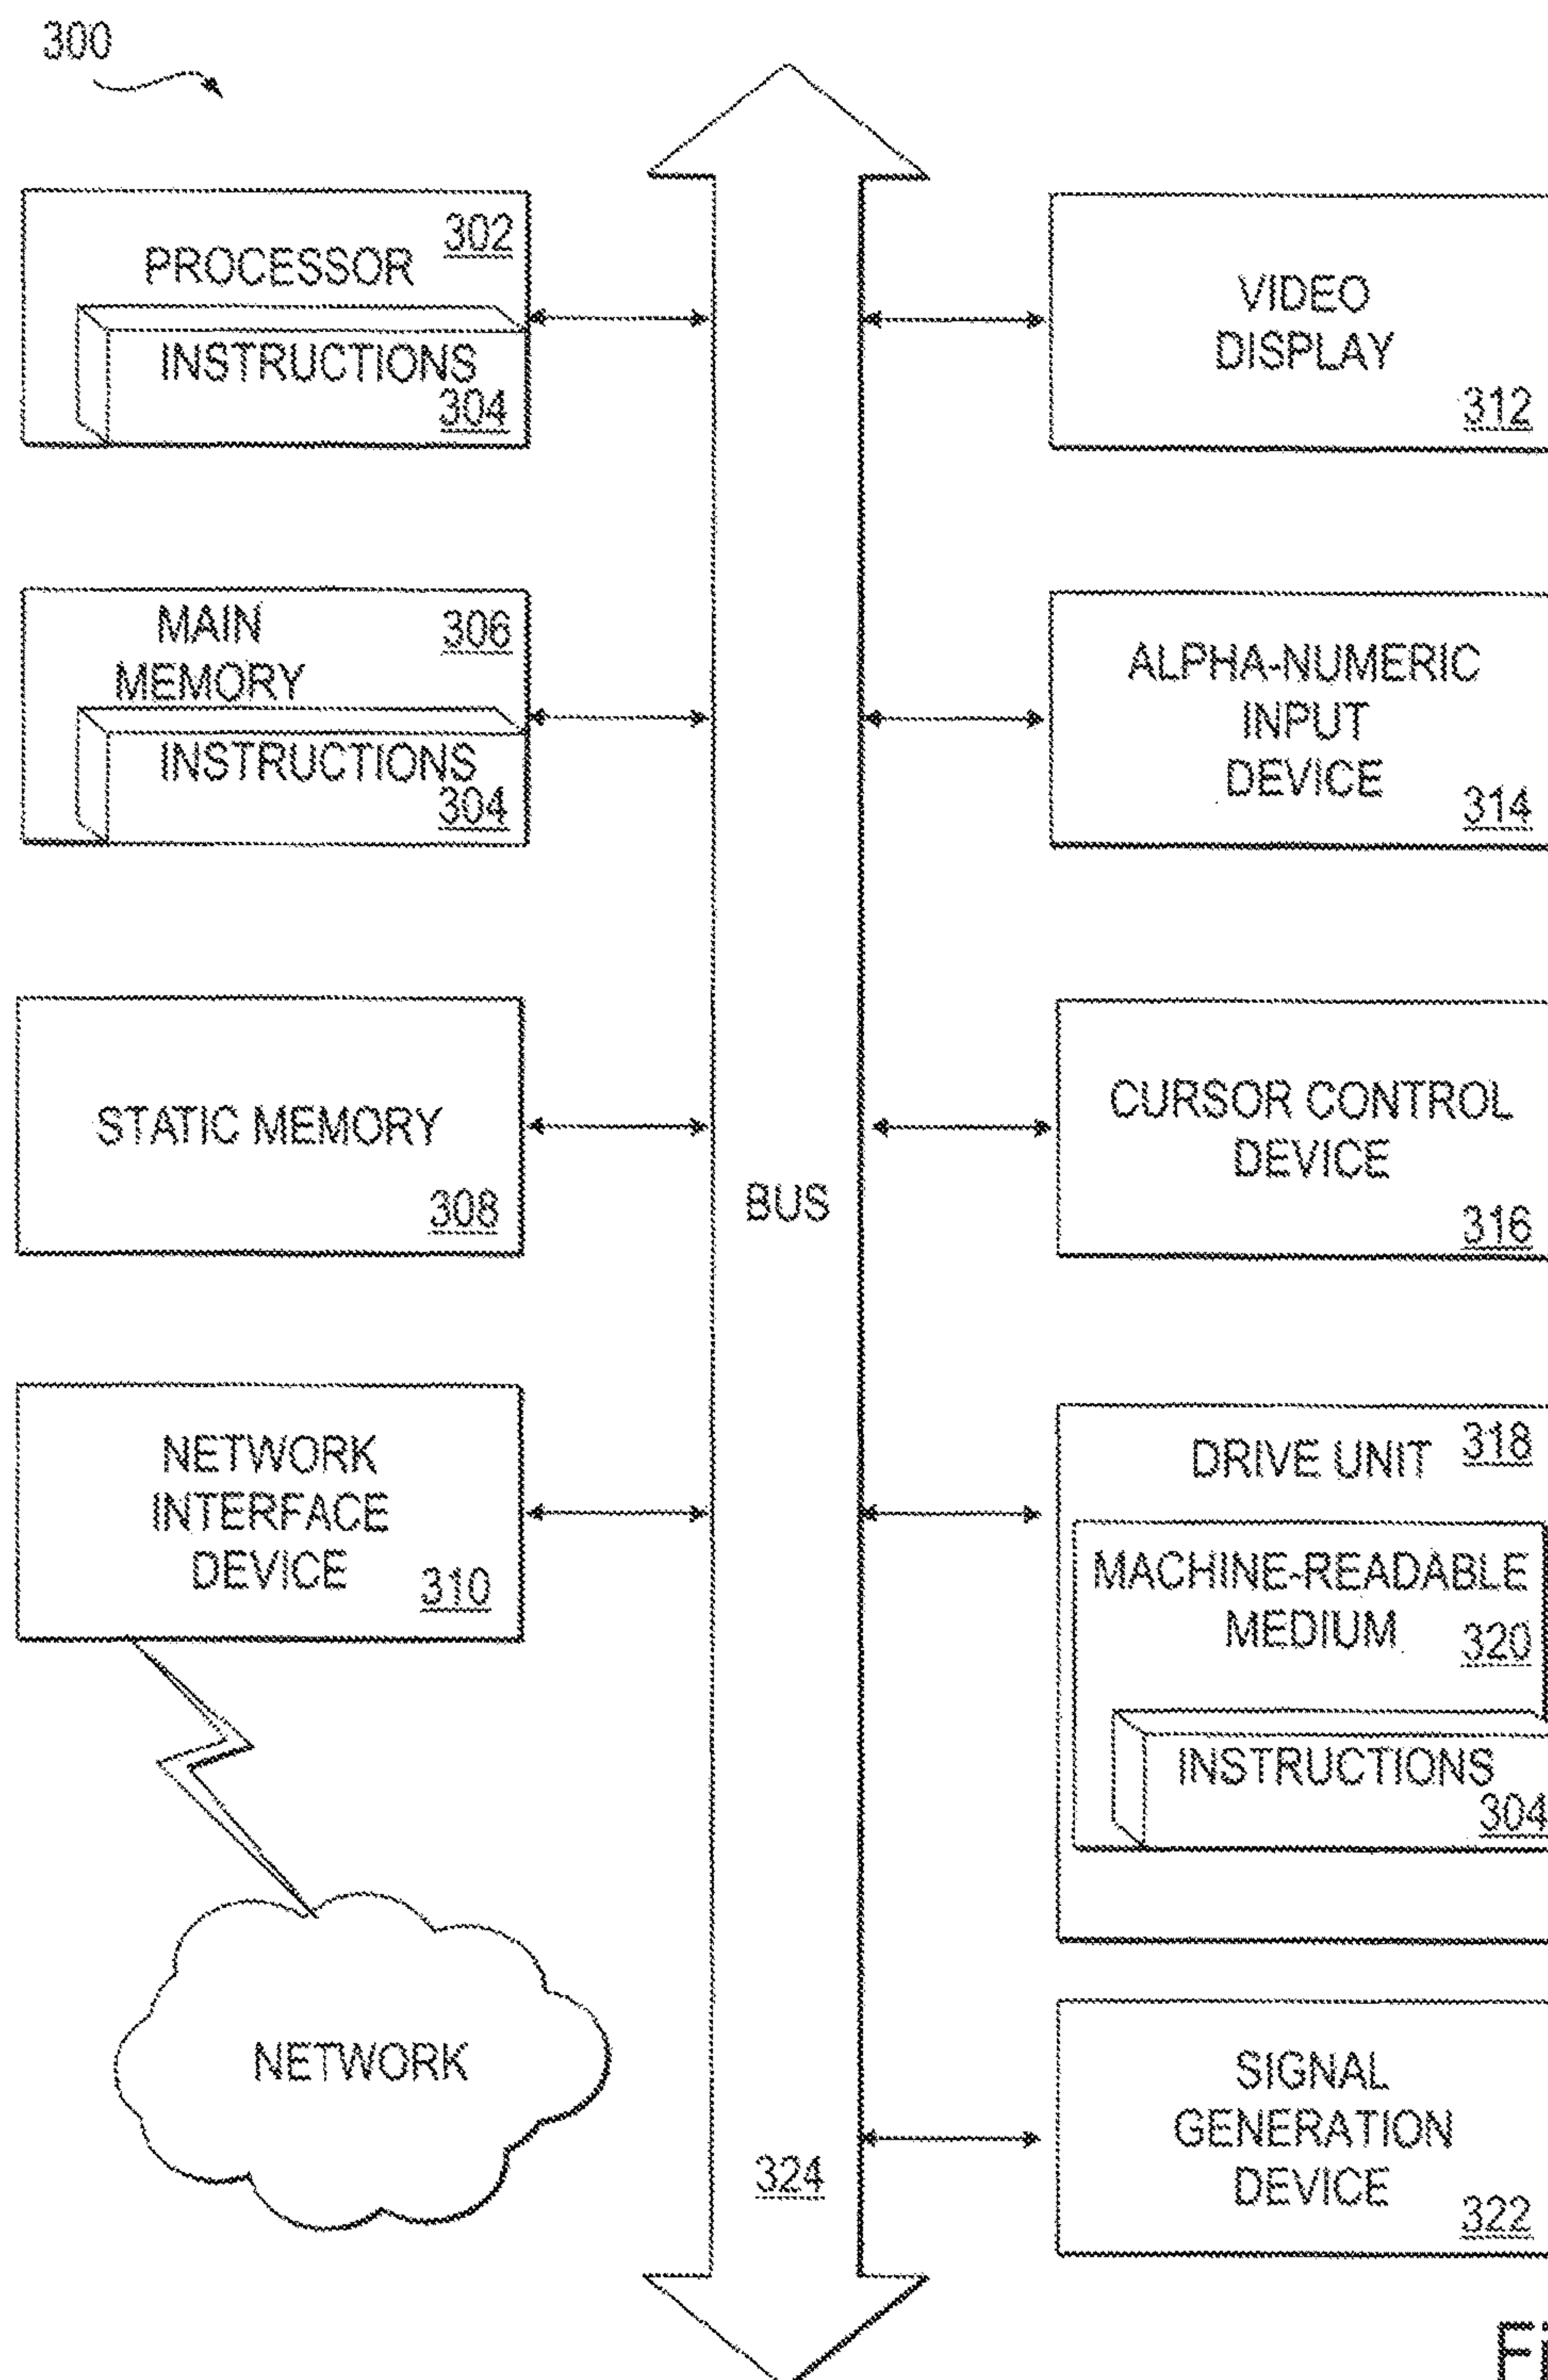 300
PROCESSOR
302
INSTRUCTIONS
304
MAIN
MEMORY
306
INSTRUCTIONS
304
STATIC MEMORY
308
NETWORK
INTERFACE
DEVICE
310
NETWORK
BUS
324
VIDEO
DISPLAY
312
ALPHA-NUMERIC
INPUT
DEVICE
314
CURSOR CONTROL
DEVICE
316
DRIVE UNIT
318
MACHINE-READABLE
MEDIUM
320
INSTRUCTIONS
304
SIGNAL
GENERATION
DEVICE
322